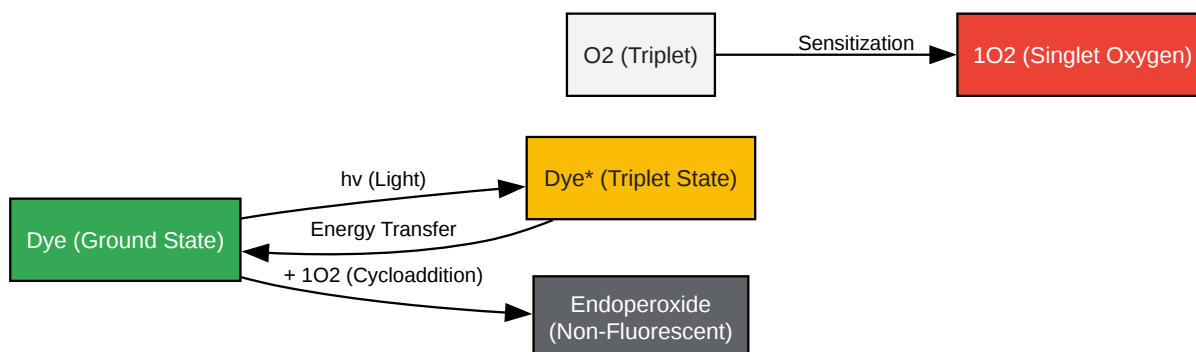 O2 (Triplet)
Sensitization
1O2 (Singlet Oxygen)
hv (Light)
Dye* (Triplet State)
Dye (Ground State)
Energy Transfer
+ 1O2 (Cycloaddition)
Endoperoxide
(Non-Fluorescent)